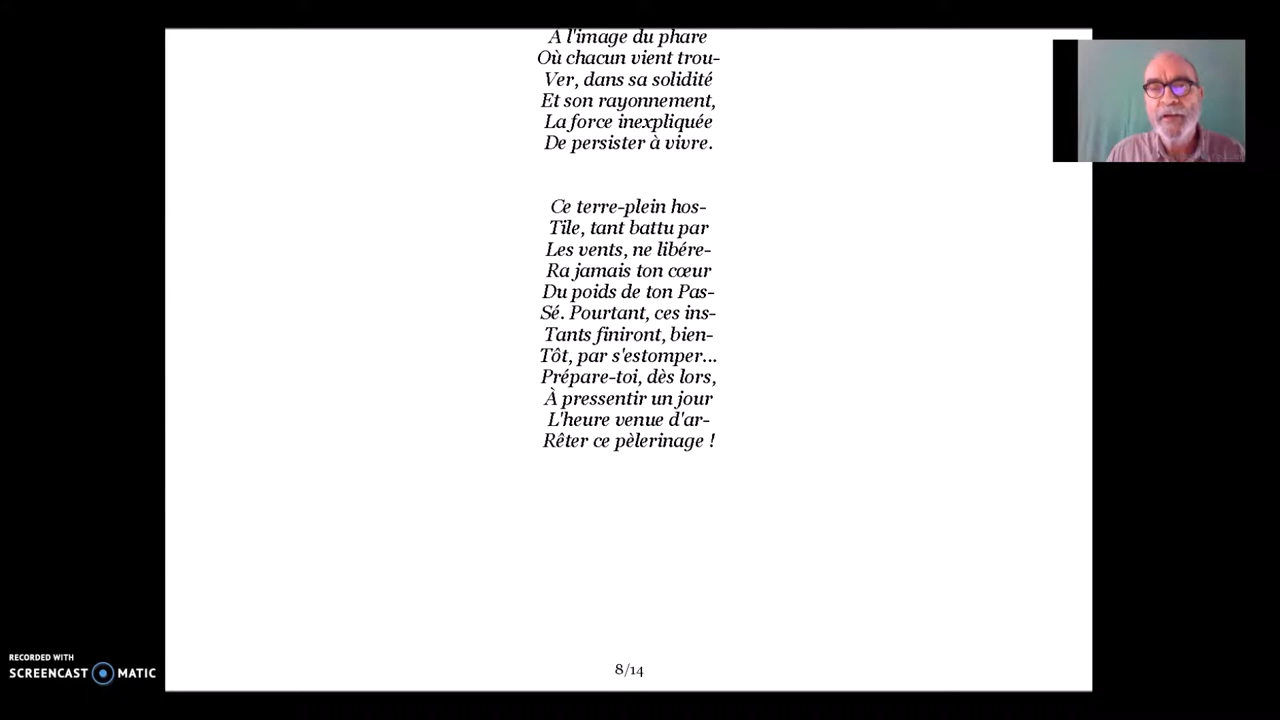 A l'image du phare
Où chacun vient trou-
Ver, dans sa solidité
Et son rayonnement,
La force inexpliquée
De persister à vivre.
Ce terre-plein hos-
Tile, tant battu par
Les vents, ne libére-
Ra jamais ton cœur
Du poids de ton Pas-
Sé. Pourtant, ces ins-
Tants finiront, bien-
Tôt, par s'estomper...
Prépare-toi, dès lors,
À pressentir un jour
L'heure venue d'ar-
Rêter ce pèlerinage !
8/14
RECORDED WITH
SCREENCAST MATIC